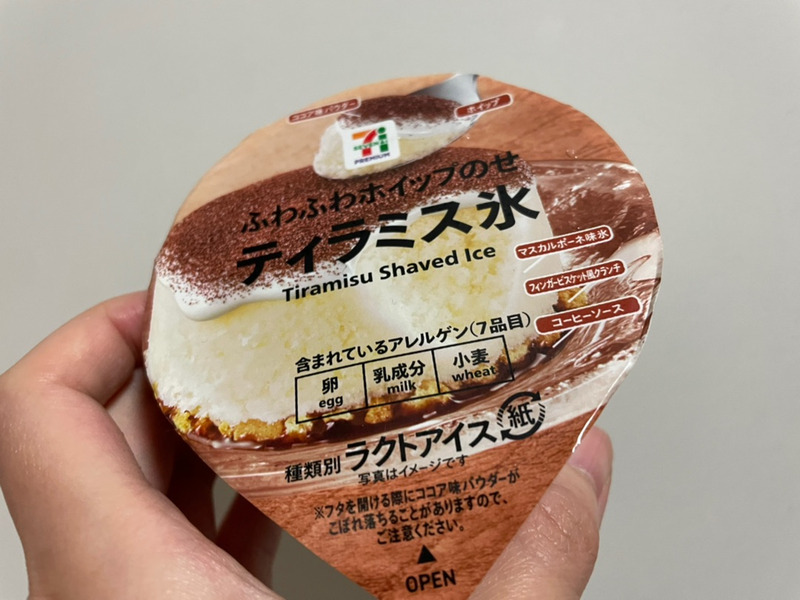 ココア味パウダー
ホイップ
7
SEVEN
PREMIUM
ふわふわホイップのせ
ティラミス氷
Tiramisu Shaved Ice
マスカルポーネ味氷
フィンガービスケット風クランチ
コーヒーソース
含まれているアレルゲン(7品目)
卵 乳成分 小麦
egg milk wheat
種類別 ラクトアイス 紙
写真はイメージです
※フタを開ける際にココア味パウダーが
こぼれ落ちることがありますので、
ご注意ください。
▲
OPEN